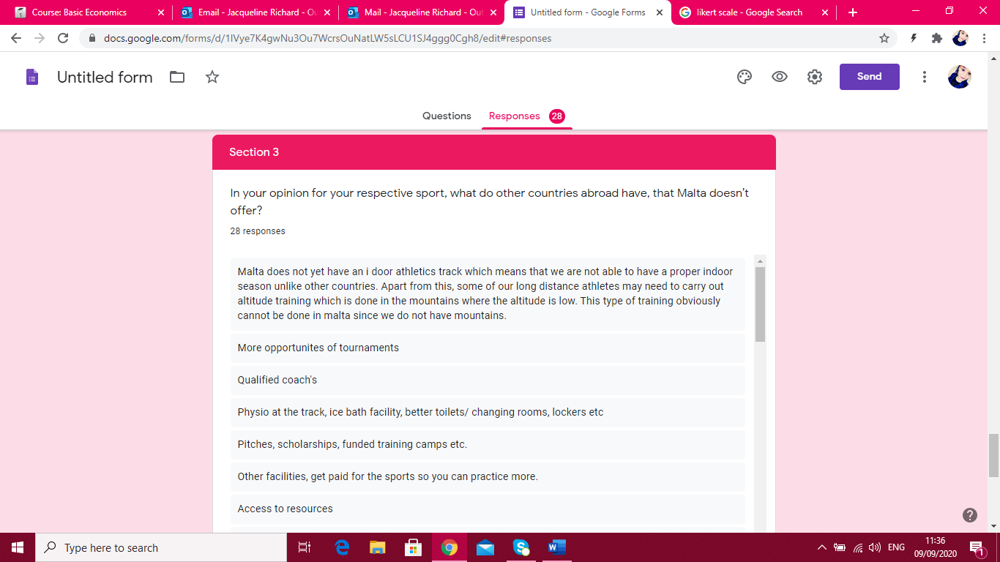 Course: Basic Economics
Email - Jacqueline Richard - Ou
Mail - Jacqueline Richard - Out
Untitled form - Google Forms
likert scale - Google Search
docs.google.com/forms/d/1IVye7K4gwNu3Ou7WcrsOuNatLW5sLCU1SJ4ggg0Cgh8/edit#responses
Untitled form
Send
Questions
Responses 28
Section 3
In your opinion for your respective sport, what do other countries abroad have, that Malta doesn't
offer?
28 responses
Malta does not yet have an i door athletics track which means that we are not able to have a proper indoor
season unlike other countries. Apart from this, some of our long distance athletes may need to carry out
altitude training which is done in the mountains where the altitude is low. This type of training obviously
cannot be done in malta since we do not have mountains.
More opportunites of tournaments
Qualified coach's
Physio at the track, ice bath facility, better toilets/ changing rooms, lockers etc
Pitches, scholarships, funded training camps etc.
Other facilities, get paid for the sports so you can practice more.
Access to resources
Type here to search
ENG
11:36
09/09/2020
1